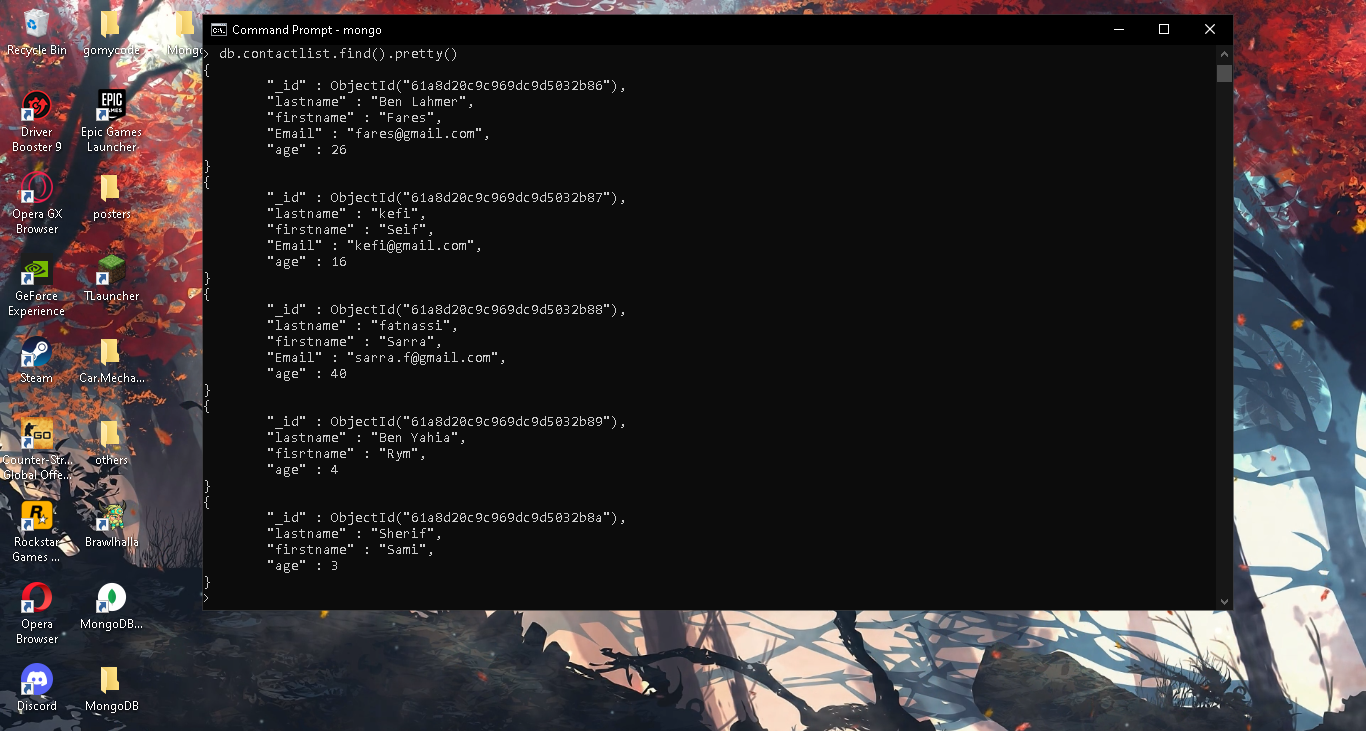 Recycle Bin
gomycode
Mongo
Driver
Booster 9
EPIC
GAMES
Epic Games
Launcher
Opera GX
Browser
posters
GeForce
Experience
TLauncher
Steam
Car.Mecha...
GO
Counter-Str...
Global Offe...
others
R
Rockstar
Games ...
Brawlhalla
Opera
Browser
MongoDB...
Discord
MongoDB
Command Prompt - mongo
> db.contactlist.find().pretty()
{
"_id" : ObjectId("61a8d20c9c969dc9d5032b86"),
"lastname" : "Ben Lahmer",
"firstname" : "Fares",
"Email" : "fares@gmail.com",
"age" : 26
}
{
"_id" : ObjectId("61a8d20c9c969dc9d5032b87"),
"lastname" : "kefi",
"firstname" : "Seif",
"Email" : "kefi@gmail.com",
"age" : 16
}
{
"_id" : ObjectId("61a8d20c9c969dc9d5032b88"),
"lastname" : "fatnassi",
"firstname" : "Sarra",
"Email" : "sarra.f@gmail.com",
"age" : 40
}
{
"_id" : ObjectId("61a8d20c9c969dc9d5032b89"),
"lastname" : "Ben Yahia",
"fisrtname" : "Rym",
"age" : 4
}
{
"_id" : ObjectId("61a8d20c9c969dc9d5032b8a"),
"lastname" : "Sherif",
"firstname" : "Sami",
"age" : 3
}
>